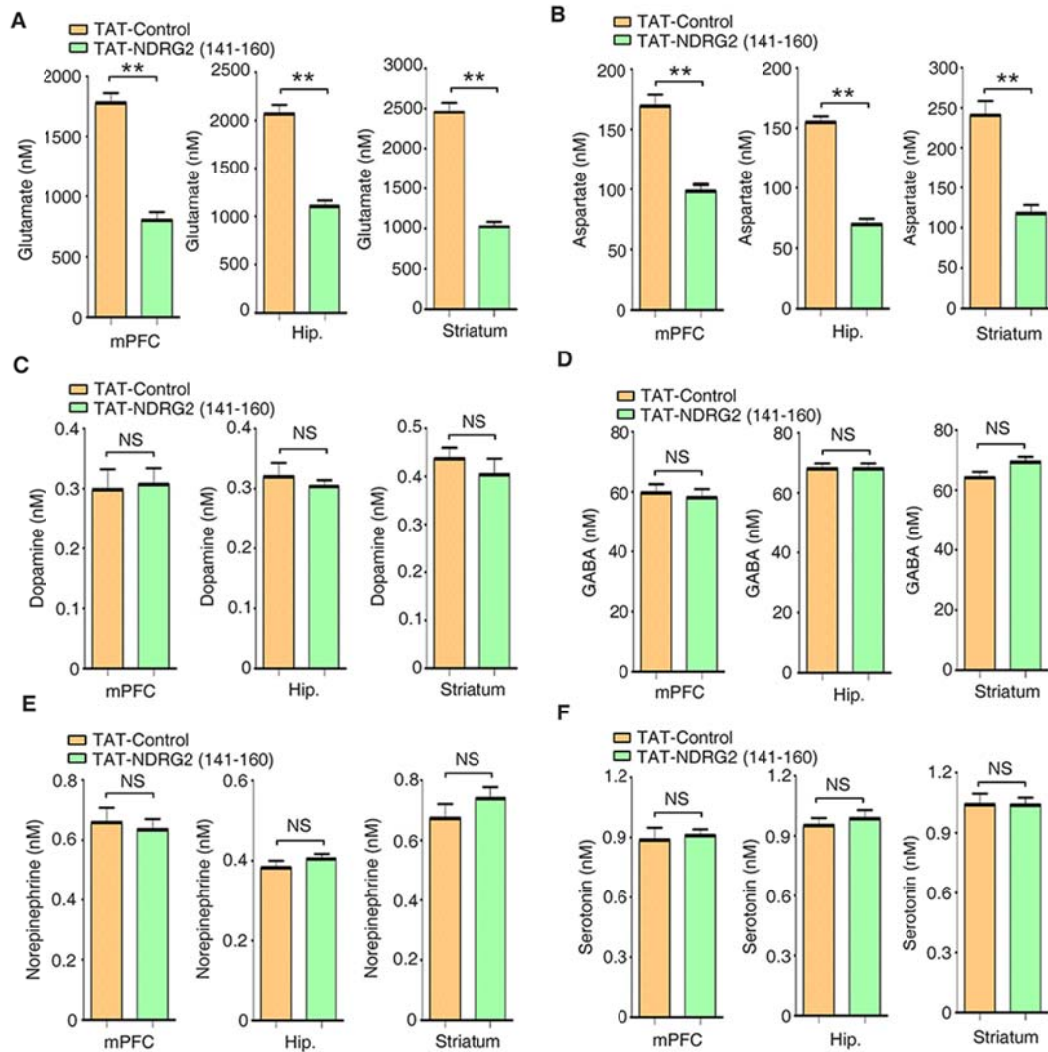 A
TAT-Control
TAT-NDRG2 (141-160)
Glutamate (nM)
2000
1500
1000
500
0
**
mPFC
Glutamate (nM)
2500
2000
1500
1000
500
0
**
Hip.
Glutamate (nM)
3000
2500
2000
1500
1000
500
0
**
Striatum
B
TAT-Control
TAT-NDRG2 (141-160)
Aspartate (nM)
200
150
100
50
0
**
mPFC
Aspartate (nM)
200
150
100
50
0
**
Hip.
Aspartate (nM)
300
250
200
150
100
50
0
**
Striatum
C
TAT-Control
TAT-NDRG2 (141-160)
Dopamine (nM)
0.4
0.3
0.2
0.1
0
NS
mPFC
Dopamine (nM)
0.4
0.3
0.2
0.1
0
NS
Hip.
Dopamine (nM)
0.5
0.4
0.3
0.2
0.1
0
NS
Striatum
D
TAT-Control
TAT-NDRG2 (141-160)
GABA (nM)
80
60
40
20
0
NS
mPFC
GABA (nM)
80
60
40
20
0
NS
Hip.
GABA (nM)
80
60
40
20
0
NS
Striatum
E
TAT-Control
TAT-NDRG2 (141-160)
Norepinephrine (nM)
0.8
0.6
0.4
0.2
0
NS
mPFC
Norepinephrine (nM)
0.6
0.4
0.2
0
NS
Hip.
Norepinephrine (nM)
0.8
0.6
0.4
0.2
0
NS
Striatum
F
TAT-Control
TAT-NDRG2 (141-160)
Serotonin (nM)
1.2
0.9
0.6
0.3
0
NS
mPFC
Serotonin (nM)
1.2
0.9
0.6
0.3
0
NS
Hip.
Serotonin (nM)
1.2
0.9
0.6
0.3
0
NS
Striatum